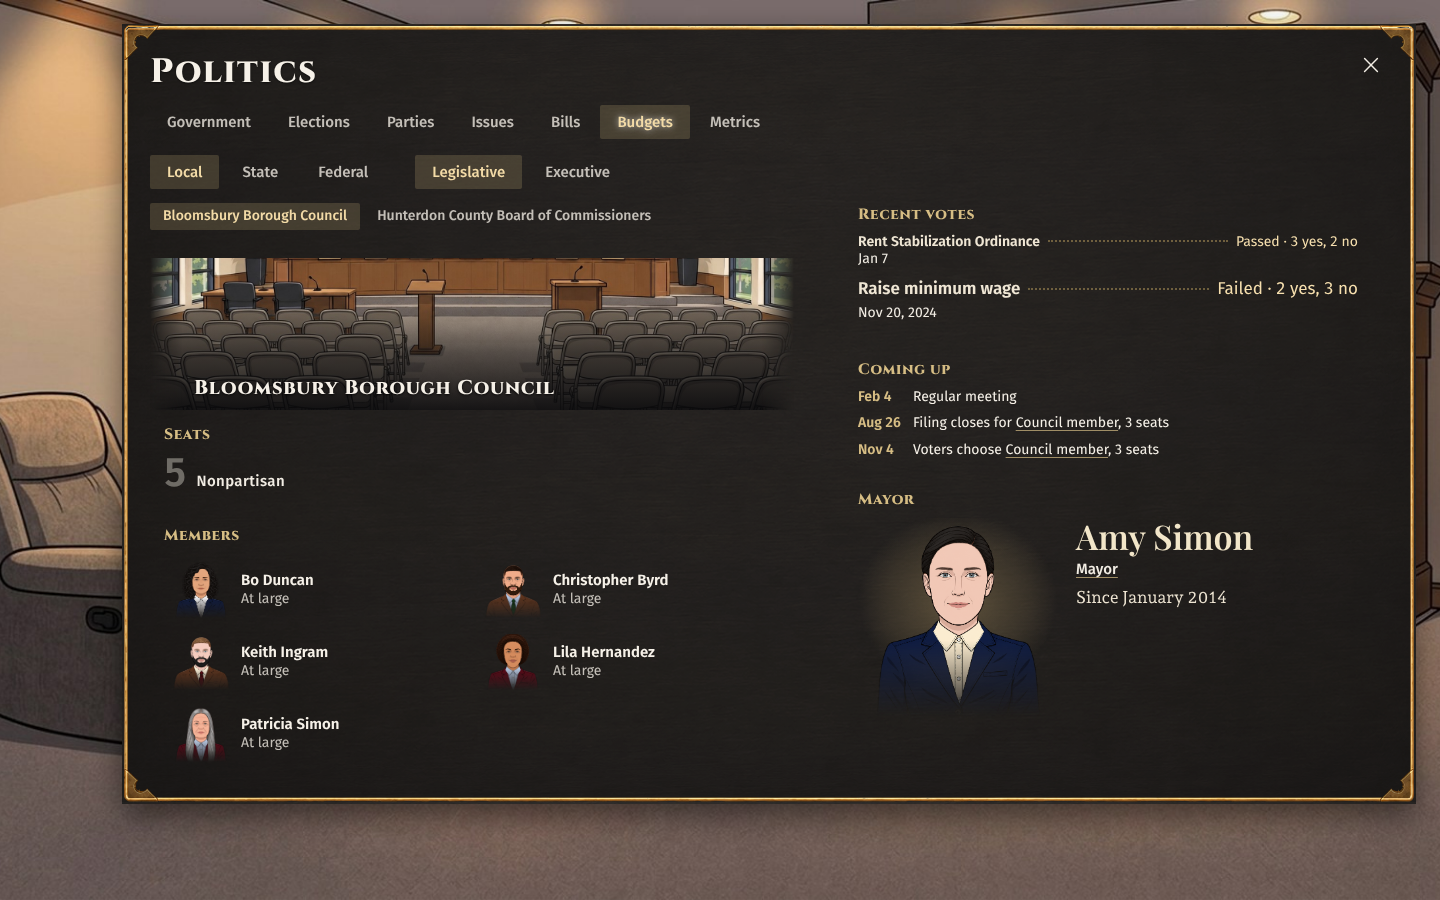 Politics
Government Elections Parties Issues Bills Budgets Metrics
Local State Federal Legislative Executive
Bloomsbury Borough Council Hunterdon County Board of Commissioners
Bloomsbury Borough Council
Seats
5 Nonpartisan
Members
Bo Duncan
At large
Christopher Byrd
At large
Keith Ingram
At large
Lila Hernandez
At large
Patricia Simon
At large
Recent votes
Rent Stabilization Ordinance Passed · 3 yes, 2 no
Jan 7
Raise minimum wage Failed · 2 yes, 3 no
Nov 20, 2024
Coming up
Feb 4 Regular meeting
Aug 26 Filing closes for Council member, 3 seats
Nov 4 Voters choose Council member, 3 seats
Mayor
Amy Simon
Mayor
Since January 2014